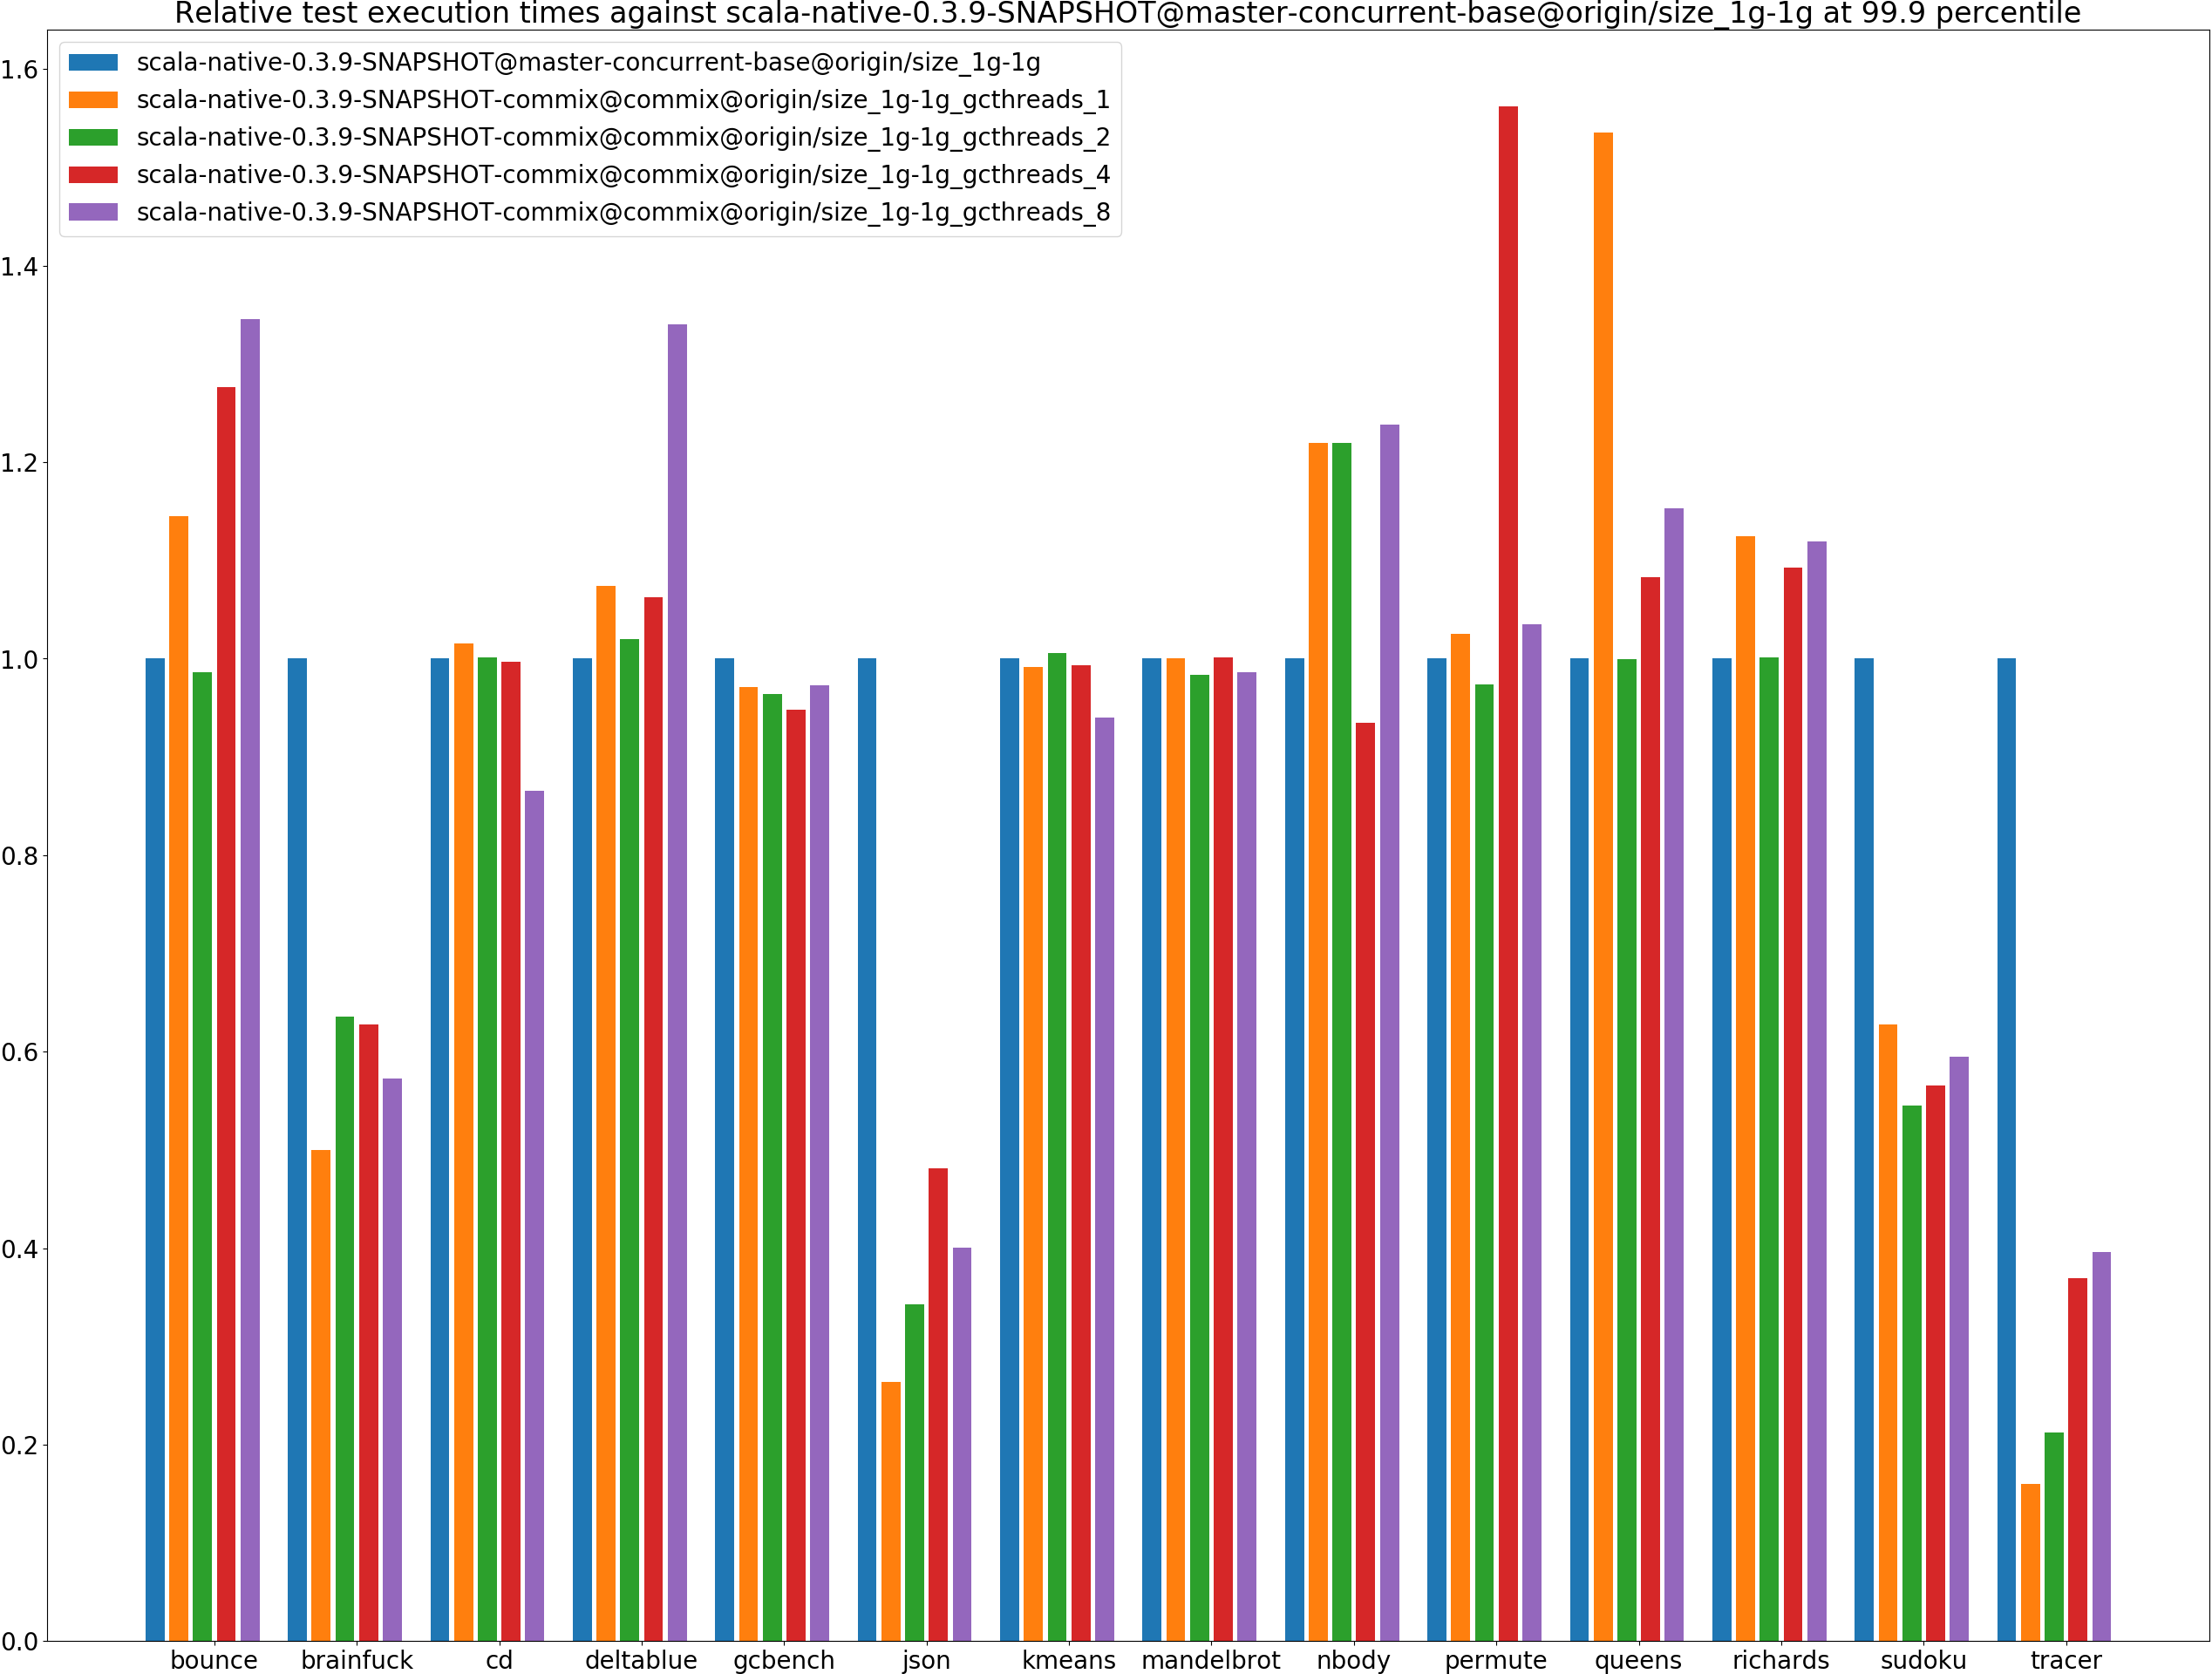 Relative test execution times against scala-native-0.3.9-SNAPSHOT@master-concurrent-base@origin/size_1g-1g at 99.9 percentile
scala-native-0.3.9-SNAPSHOT@master-concurrent-base@origin/size_1g-1g
scala-native-0.3.9-SNAPSHOT-commix@commix@origin/size_1g-1g_gcthreads_1
scala-native-0.3.9-SNAPSHOT-commix@commix@origin/size_1g-1g_gcthreads_2
scala-native-0.3.9-SNAPSHOT-commix@commix@origin/size_1g-1g_gcthreads_4
scala-native-0.3.9-SNAPSHOT-commix@commix@origin/size_1g-1g_gcthreads_8
1.6
1.4
1.2
1.0
0.8
0.6
0.4
0.2
0.0
bounce brainfuck cd deltablue gcbench json kmeans mandelbrot nbody permute queens richards sudoku tracer